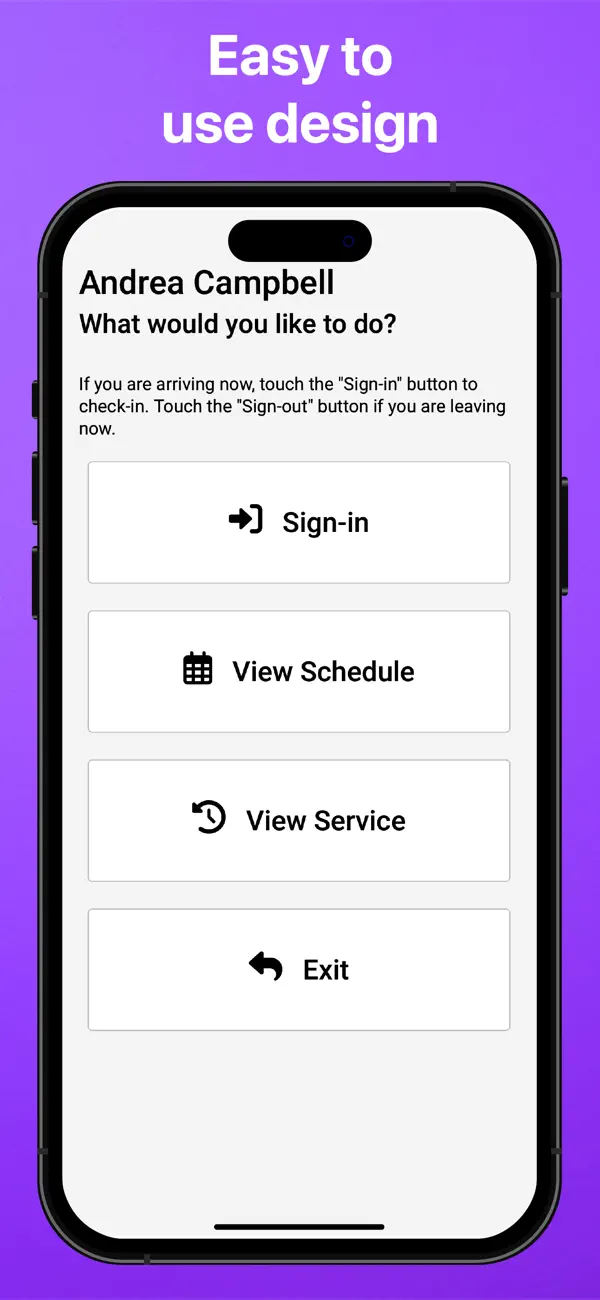 Easy to
use design
Andrea Campbell
What would you like to do?
If you are arriving now, touch the "Sign-in" button to
check-in. Touch the "Sign-out" button if you are leaving
now.
Sign-in
View Schedule
View Service
Exit